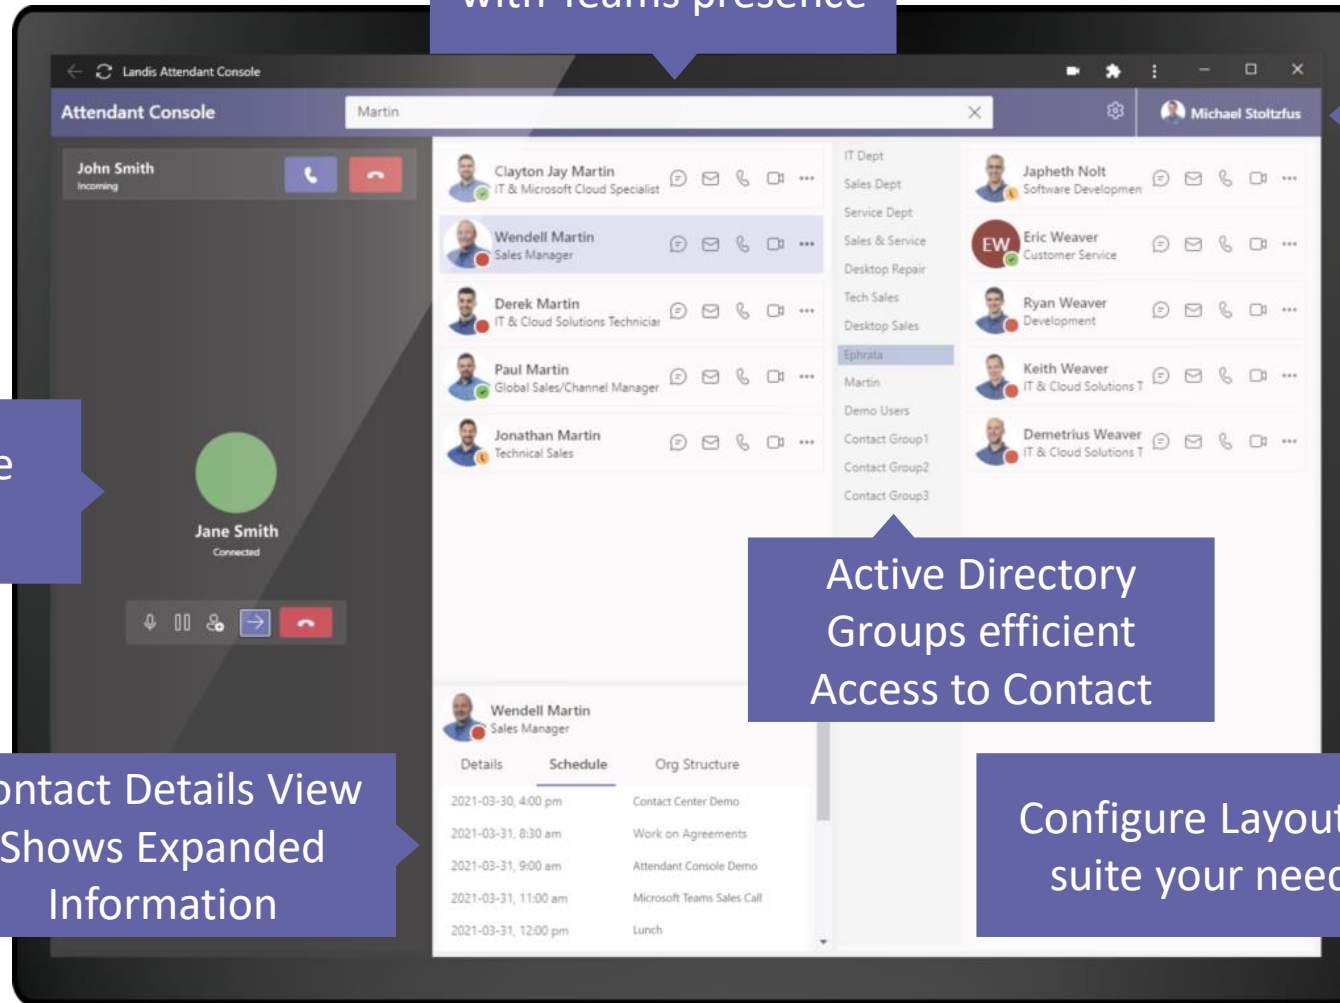 with Teams presence
Landis Attendant Console
Attendant Console
Martin
Michael Stoltzfus
John Smith
Incoming
Jane Smith
Connected
Clayton Jay Martin
IT & Microsoft Cloud Specialist
Wendell Martin
Sales Manager
Derek Martin
IT & Cloud Solutions Technician
Paul Martin
Global Sales/Channel Manager
Jonathan Martin
Technical Sales
IT Dept
Sales Dept
Service Dept
Sales & Service
Desktop Repair
Tech Sales
Desktop Sales
Ephrata
Martin
Demo Users
Contact Group1
Contact Group2
Contact Group3
Japheth Nolt
Software Developmen
EW
Eric Weaver
Customer Service
Ryan Weaver
Development
Keith Weaver
IT & Cloud Solutions T
Demetrius Weaver
IT & Cloud Solutions T
Active Directory
Groups efficient
Access to Contact
Wendell Martin
Sales Manager
Details Schedule Org Structure
2021-03-30, 4:00 pm Contact Center Demo
2021-03-31, 8:30 am Work on Agreements
2021-03-31, 9:00 am Attendant Console Demo
2021-03-31, 11:00 am Microsoft Teams Sales Call
2021-03-31, 12:00 pm Lunch
ontact Details View
Shows Expanded
Information
Configure Layout
suite your need